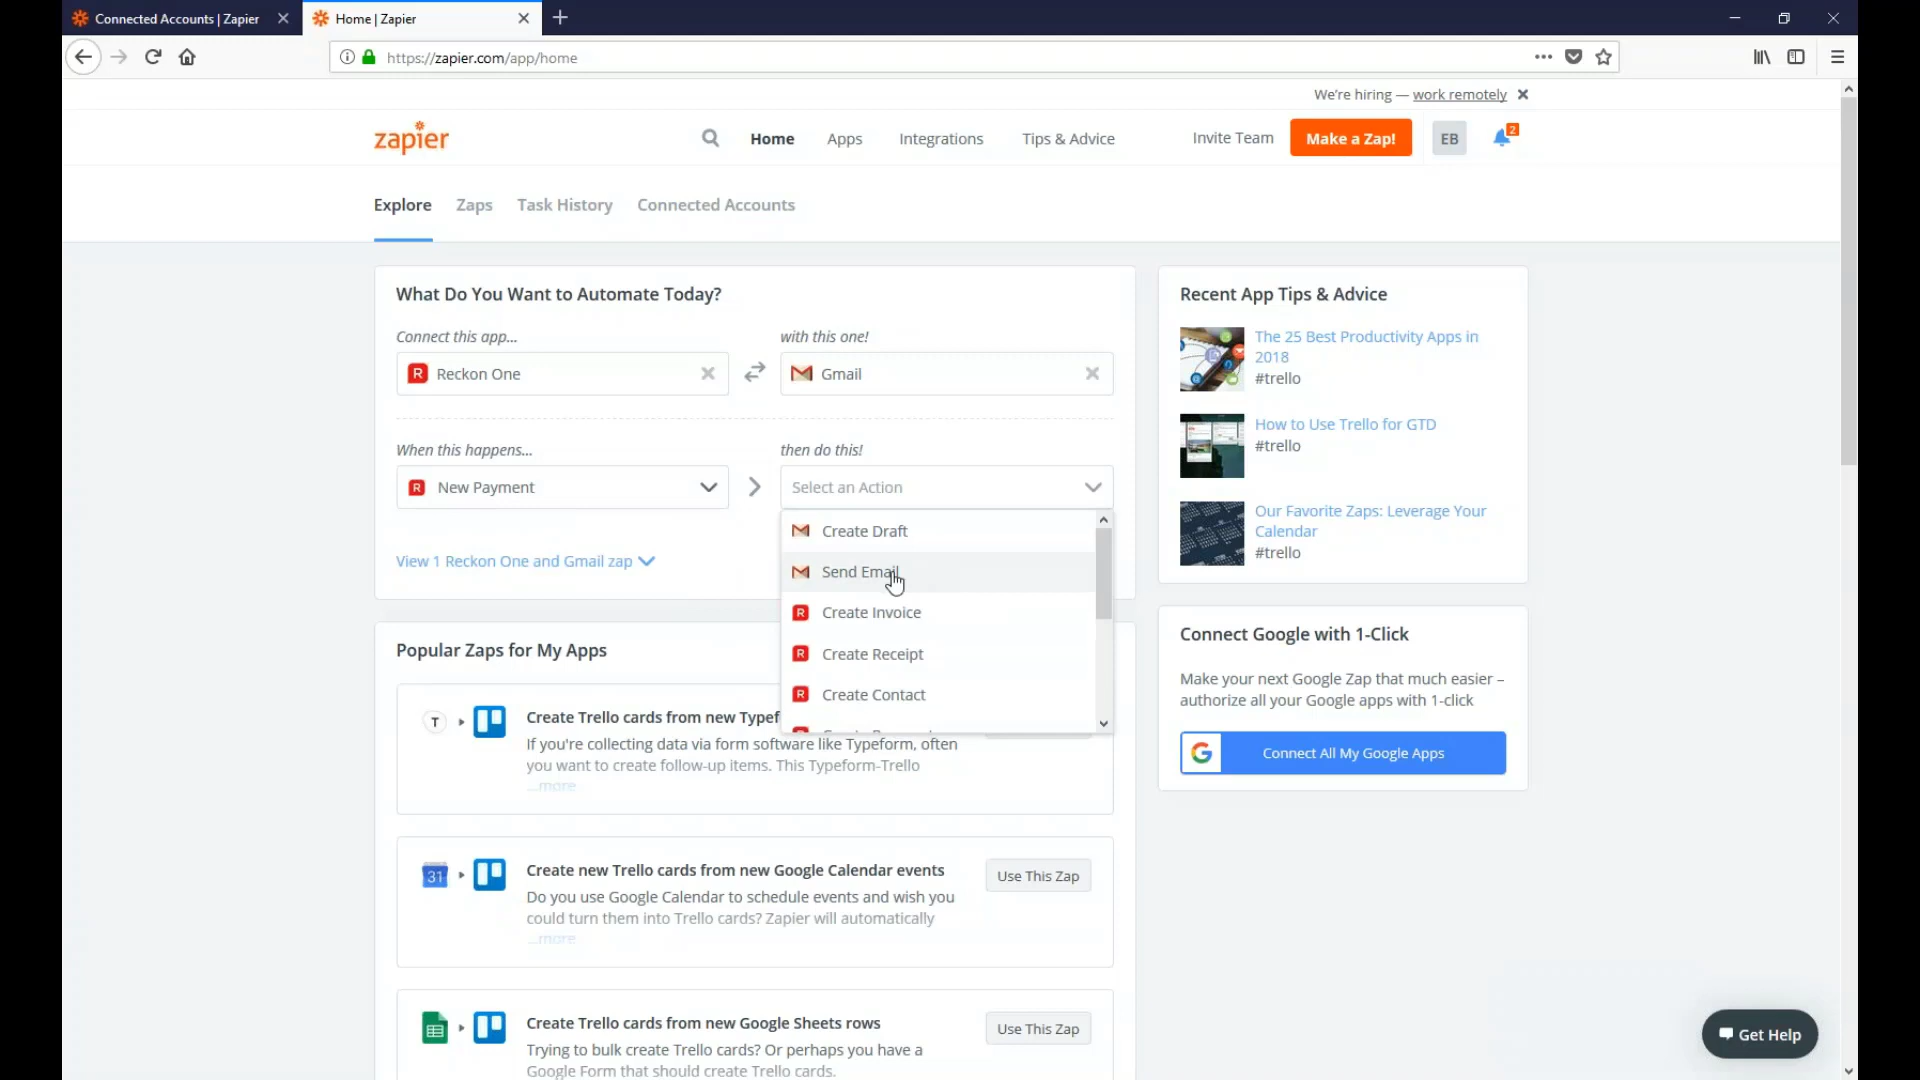 Connected Accounts | Zapier
Home | Zapier
https://zapier.com/app/home
We're hiring — work remotely
zapier
Home
Apps
Integrations
Tips & Advice
Invite Team
Make a Zap!
EB
2
Explore
Zaps
Task History
Connected Accounts
What Do You Want to Automate Today?
Connect this app...
with this one!
R Reckon One
Gmail
When this happens...
then do this!
R New Payment
Select an Action
Create Draft
Send Email
R Create Invoice
R Create Receipt
R Create Contact
View 1 Reckon One and Gmail zap
Popular Zaps for My Apps
T
Create Trello cards from new Typef
If you're collecting data via form software like Typeform, often
you want to create follow-up items. This Typeform-Trello
...more
31
Create new Trello cards from new Google Calendar events
Do you use Google Calendar to schedule events and wish you
could turn them into Trello cards? Zapier will automatically
...more
Use This Zap
Create Trello cards from new Google Sheets rows
Trying to bulk create Trello cards? Or perhaps you have a
Google Form that should create Trello cards.
Use This Zap
Recent App Tips & Advice
The 25 Best Productivity Apps in
2018
#trello
How to Use Trello for GTD
#trello
Our Favorite Zaps: Leverage Your
Calendar
#trello
Connect Google with 1-Click
Make your next Google Zap that much easier –
authorize all your Google apps with 1-click
G
Connect All My Google Apps
Get Help